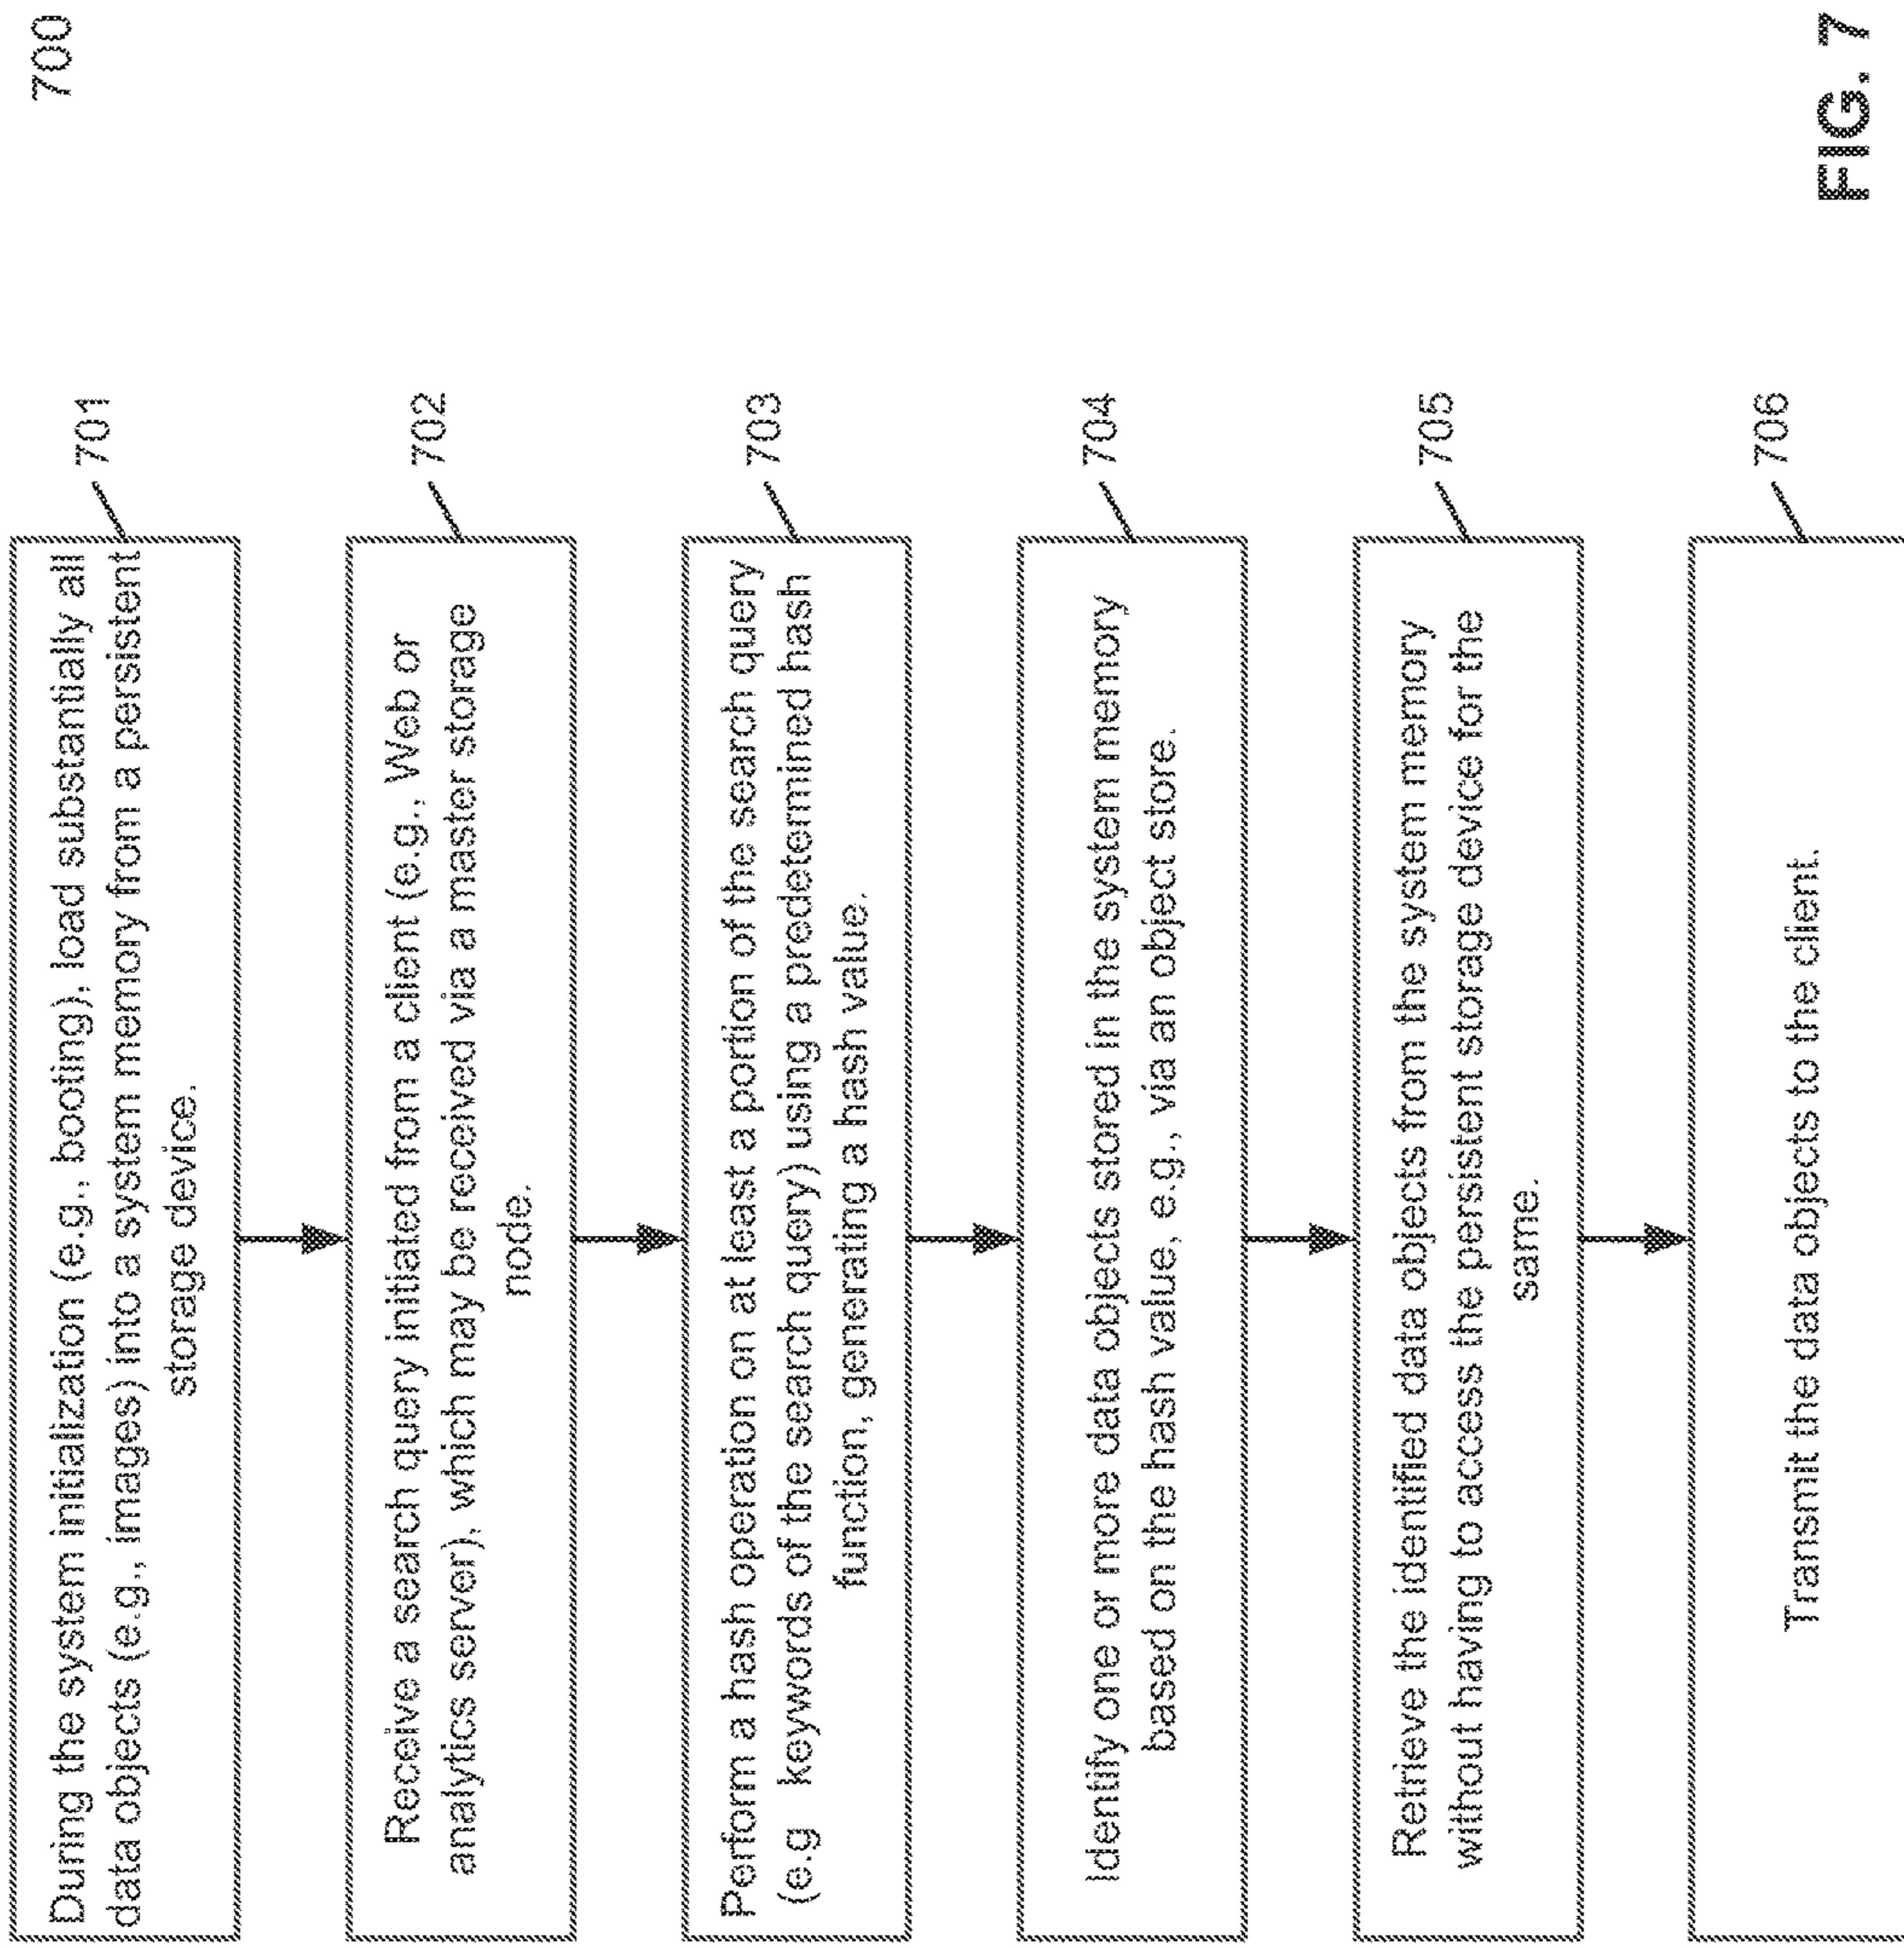 700
During the system initialization (e.g., booting), load substantially all
data objects (e.g., images) into a system memory from a persistent
storage device.
701
Receive a search query initiated from a client (e.g., Web or
analytics server), which may be received via a master storage
node.
702
Perform a hash operation on at least a portion of the search query
(e.g keywords of the search query) using a predetermined hash
function, generating a hash value.
703
Identify one or more data objects stored in the system memory
based on the hash value, e.g., via an object store.
704
Retrieve the identified data objects from the system memory
without having to access the persistent storage device for the
same.
705
Transmit the data objects to the client.
706
FIG. 7